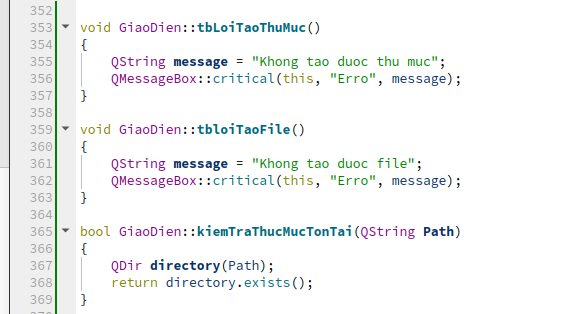 352
353 void GiaoDien::tbLoiTaoThuMuc()
354 {
355     QString message = "Khong tao duoc thu muc";
356     QMessageBox::critical(this, "Erro", message);
357 }
358
359 void GiaoDien::tbloiTaoFile()
360 {
361     QString message = "Khong tao duoc file";
362     QMessageBox::critical(this, "Erro", message);
363 }
364
365 bool GiaoDien::kiemTraThucMucTonTai(QString Path)
366 {
367     QDir directory(Path);
368     return directory.exists();
369 }